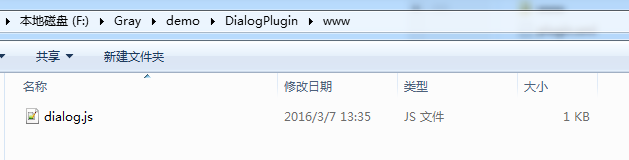 本地磁盘 (F:) Gray demo DialogPlugin www
共享 新建文件夹
名称 修改日期 类型 大小
dialog.js 2016/3/7 13:35 JS 文件 1 KB